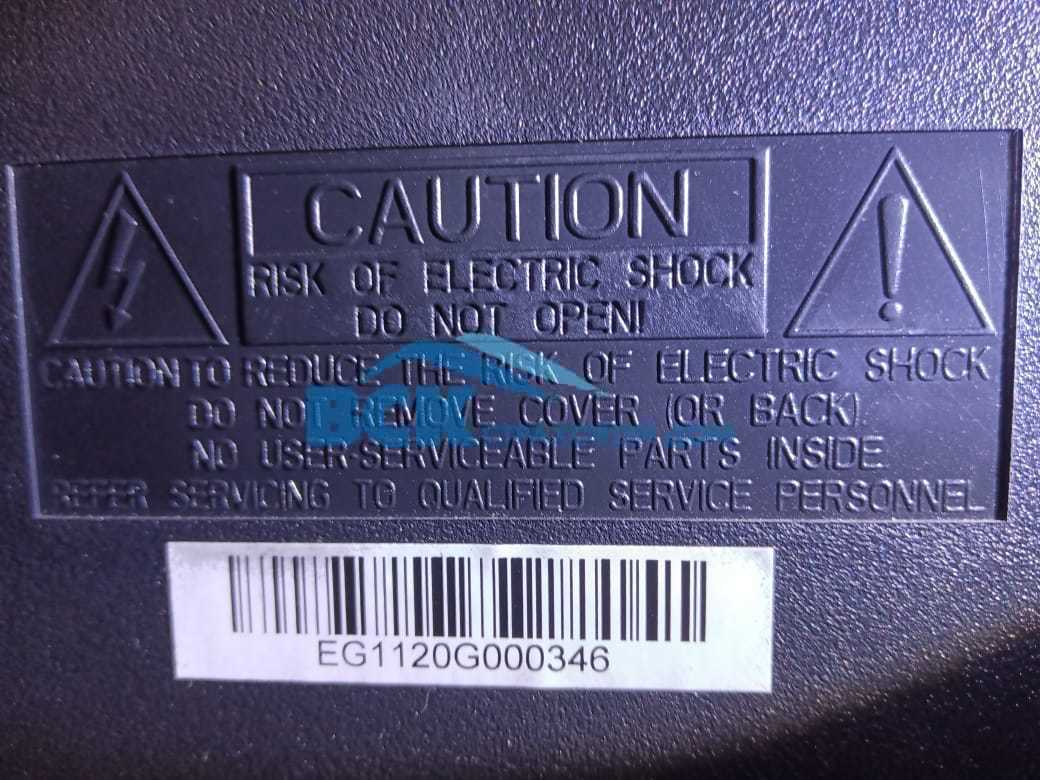 CAUTION
RISK OF ELECTRIC SHOCK
DO NOT OPEN!
CAUTION TO REDUCE THE RISK OF ELECTRIC SHOCK
DO NOT REMOVE COVER (OR BACK).
NO USER-SERVICEABLE PARTS INSIDE
REFER SERVICING TO QUALIFIED SERVICE PERSONNEL
EG1120G000346